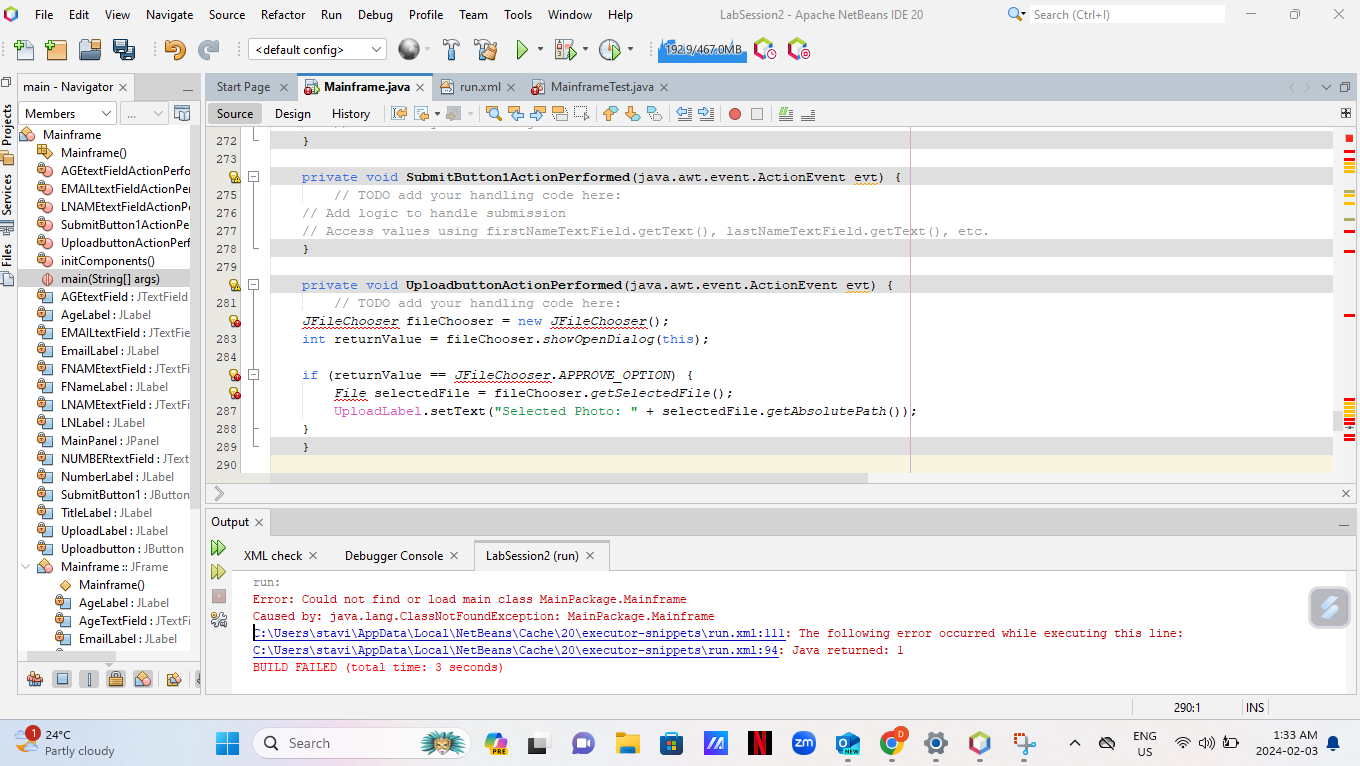 File Edit View Navigate Source Refactor Run Debug Profile Team Tools Window Help
LabSession2 - Apache NetBeans IDE 20
Search (Ctrl+I)
<default config>
192.9/467.0MB
main - Navigator
Start Page
Mainframe.java
run.xml
MainframeTest.java
Members
...
Source Design History
Projects
Services
Files
Mainframe
Mainframe()
AGEtextFieldActionPerfo
EMAILtextFieldActionPe
LNAMEtextFieldActionP
SubmitButton1ActionPe
UploadbuttonActionPerf
initComponents()
main(String[] args)
AGEtextField : JTextField
AgeLabel : JLabel
EMAILtextField : JTextFie
EmailLabel : JLabel
FNAMEtextField : JTextFi
FNameLabel : JLabel
LNAMEtextField : JTextFi
LNLabel : JLabel
MainPanel : JPanel
NUMBERtextField : JText
NumberLabel : JLabel
SubmitButton1 : JButton
TitleLabel : JLabel
UploadLabel : JLabel
Uploadbutton : JButton
Mainframe :: JFrame
Mainframe()
AgeLabel : JLabel
AgeTextField : JTextFi
EmailLabel : JLabel
272 }
273
private void SubmitButton1ActionPerformed(java.awt.event.ActionEvent evt) {
275 // TODO add your handling code here:
276 // Add logic to handle submission
277 // Access values using firstNameTextField.getText(), lastNameTextField.getText(), etc.
278 }
279
private void UploadbuttonActionPerformed(java.awt.event.ActionEvent evt) {
281 // TODO add your handling code here:
JFileChooser fileChooser = new JFileChooser();
283 int returnValue = fileChooser.showOpenDialog(this);
284
if (returnValue == JFileChooser.APPROVE_OPTION) {
File selectedFile = fileChooser.getSelectedFile();
287 UploadLabel.setText("Selected Photo: " + selectedFile.getAbsolutePath());
288 }
289 }
290
Output
XML check
Debugger Console
LabSession2 (run)
run:
Error: Could not find or load main class MainPackage.Mainframe
Caused by: java.lang.ClassNotFoundException: MainPackage.Mainframe
C:\Users\stavi\AppData\Local\NetBeans\Cache\20\executor-snippets\run.xml:111: The following error occurred while executing this line:
C:\Users\stavi\AppData\Local\NetBeans\Cache\20\executor-snippets\run.xml:94: Java returned: 1
BUILD FAILED (total time: 3 seconds)
290:1 INS
1
24°C
Partly cloudy
Search
PRE
N
zm
NEW
D
ENG
US
1:33 AM
2024-02-03